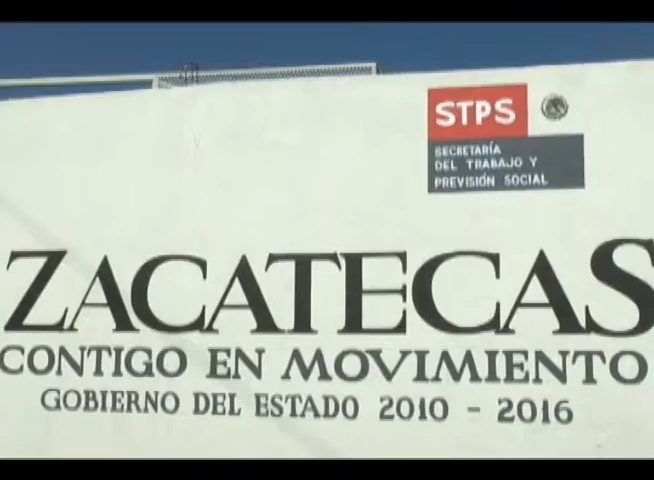 STPS
SECRETARÍA
DEL TRABAJO Y
PREVISIÓN SOCIAL
ZACATECAS
CONTIGO EN MOVIMIENTO
GOBIERNO DEL ESTADO 2010 - 2016